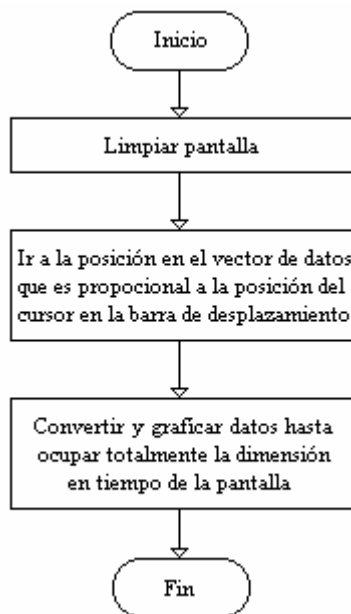 Inicio
Limpiar pantalla
Ir a la posición en el vector de datos
que es propocional a la posición del
cursor en la barra de desplazamiento
Convertir y graficar datos hasta
ocupar totalmente la dimensión
en tiempo de la pantalla
Fin